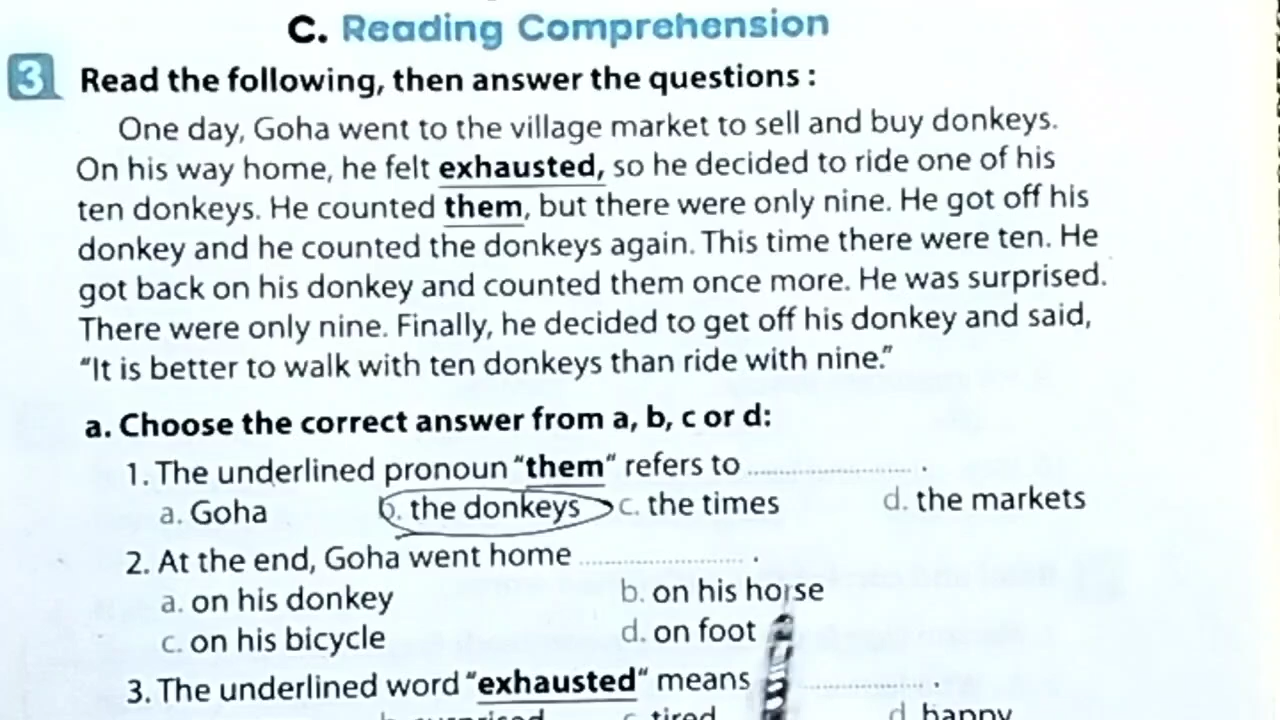 C. Reading Comprehension
3 Read the following, then answer the questions :
One day, Goha went to the village market to sell and buy donkeys.
On his way home, he felt exhausted, so he decided to ride one of his
ten donkeys. He counted them, but there were only nine. He got off his
donkey and he counted the donkeys again. This time there were ten. He
got back on his donkey and counted them once more. He was surprised.
There were only nine. Finally, he decided to get off his donkey and said,
“It is better to walk with ten donkeys than ride with nine.”
a. Choose the correct answer from a, b, c or d:
1. The underlined pronoun “them” refers to ....................
a. Goha b. the donkeys c. the times d. the markets
2. At the end, Goha went home ....................
a. on his donkey b. on his horse
c. on his bicycle d. on foot
3. The underlined word “exhausted” means .................... .
b. surprised c. tired d. happy